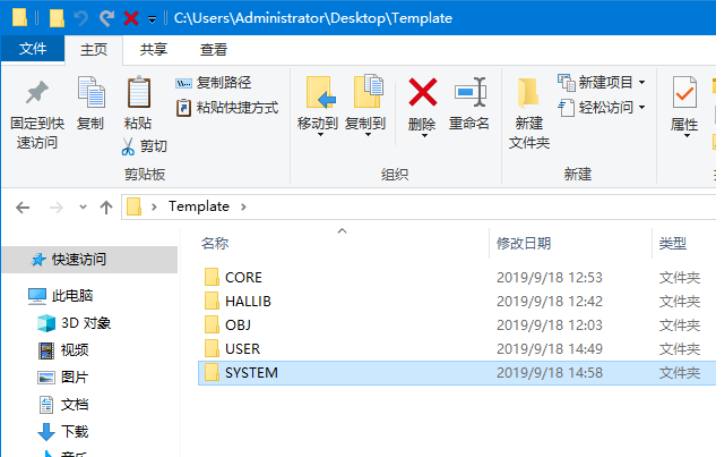 C:\Users\Administrator\Desktop\Template
文件 主页 共享 查看
固定到快速访问
复制
粘贴
复制路径
粘贴快捷方式
剪切
剪贴板
移动到 复制到
删除 重命名
组织
新建文件夹
新建项目
轻松访问
新建
属性
Template
名称 修改日期 类型
快速访问
此电脑
3D 对象
视频
图片
文档
下载
音乐
CORE 2019/9/18 12:53 文件夹
HALLIB 2019/9/18 12:42 文件夹
OBJ 2019/9/18 12:03 文件夹
USER 2019/9/18 14:49 文件夹
SYSTEM 2019/9/18 14:58 文件夹